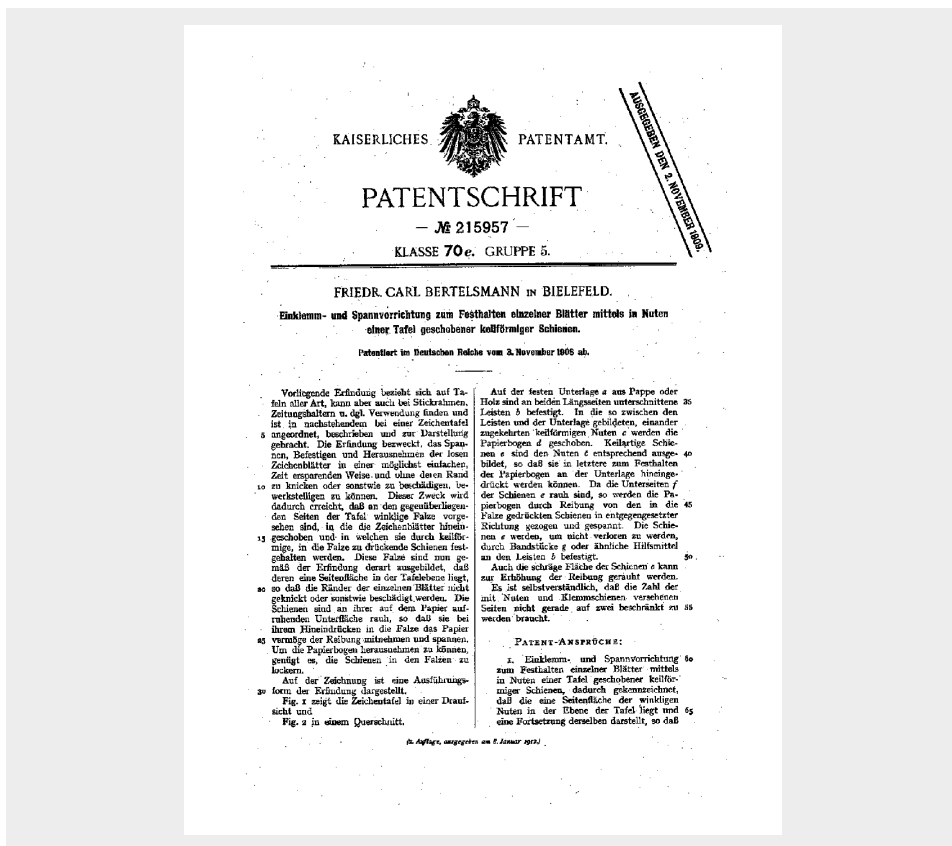 KAISERLICHES PATENTAMT.
AUSGEGEBEN DEN 2. NOVEMBER 1909.
PATENTSCHRIFT
— № 215957 —
KLASSE 70e. GRUPPE 5.
FRIEDR. CARL BERTELSMANN IN BIELEFELD.
Einklemm- und Spannvorrichtung zum Festhalten einzelner Blätter mittels in Nuten
einer Tafel geschobener keilförmiger Schienen.
Patentiert im Deutschen Reiche vom 3. November 1908 ab.
Vorliegende Erfindung bezieht sich auf Ta-
feln aller Art, kann aber auch bei Stickrahmen,
Zeitungshaltern u. dgl. Verwendung finden und
ist in nachstehendem bei einer Zeichentafel
5 angeordnet, beschrieben und zur Darstellung
gebracht. Die Erfindung bezweckt, das Span-
nen, Befestigen und Herausnehmen der losen
Zeichenblätter in einer möglichst einfachen,
Zeit ersparenden Weise und ohne deren Rand
10 zu knicken oder sonstwie zu beschädigen, be-
werkstelligen zu können. Dieser Zweck wird
dadurch erreicht, daß an den gegenüberliegen-
den Seiten der Tafel winklige Falze vorge-
sehen sind, in die die Zeichenblätter hinein-
15 geschoben und in welchen sie durch keilför-
mige, in die Falze zu drückende Schienen fest-
gehalten werden. Diese Falze sind nun ge-
mäß der Erfindung derart ausgebildet, daß
deren eine Seitenfläche in der Tafelebene liegt,
20 so daß die Ränder der einzelnen Blätter nicht
geknickt oder sonstwie beschädigt werden. Die
Schienen sind an ihrer auf dem Papier auf-
ruhenden Unterfläche rauh, so daß sie bei
ihrem Hineindrücken in die Falze das Papier
25 vermöge der Reibung mitnehmen und spannen.
Um die Papierbogen herausnehmen zu können,
genügt es, die Schienen in den Falzen zu
lockern.
Auf der Zeichnung ist eine Ausführungs-
30 form der Erfindung dargestellt.
Fig. 1 zeigt die Zeichentafel in einer Drauf-
sicht und
Fig. 2 in einem Querschnitt.
Auf der festen Unterlage a aus Pappe oder
Holz sind an beiden Längsseiten unterschnittene 35
Leisten b befestigt. In die so zwischen den
Leisten und der Unterlage gebildeten, einander
zugekehrten keilförmigen Nuten c werden die
Papierbogen d geschoben. Keilartige Schie-
nen e sind den Nuten c entsprechend ausge- 40
bildet, so daß sie in letztere zum Festhalten
der Papierbogen an der Unterlage hineinge-
drückt werden können. Da die Unterseiten f
der Schienen e rauh sind, so werden die Pa-
pierbogen durch Reibung von den in die 45
Falze gedrückten Schienen in entgegengesetzter
Richtung gezogen und gespannt. Die Schie-
nen e werden, um nicht verloren zu werden,
durch Bandstücke g oder ähnliche Hilfsmittel
an den Leisten b befestigt. 50
Auch die schräge Fläche der Schienen e kann
zur Erhöhung der Reibung gerauht werden.
Es ist selbstverständlich, daß die Zahl der
mit Nuten und Klemmschienen versehenen
Seiten nicht gerade auf zwei beschränkt zu 55
werden braucht.
PATENT-ANSPRÜCHE:
1. Einklemm- und Spannvorrichtung 60
zum Festhalten einzelner Blätter mittels
in Nuten einer Tafel geschobener keilför-
miger Schienen, dadurch gekennzeichnet,
daß die eine Seitenfläche der winkligen
Nuten in der Ebene der Tafel liegt und 65
eine Fortsetzung derselben darstellt, so daß
(2. Auflage, ausgegeben am 8. Januar 1912.)